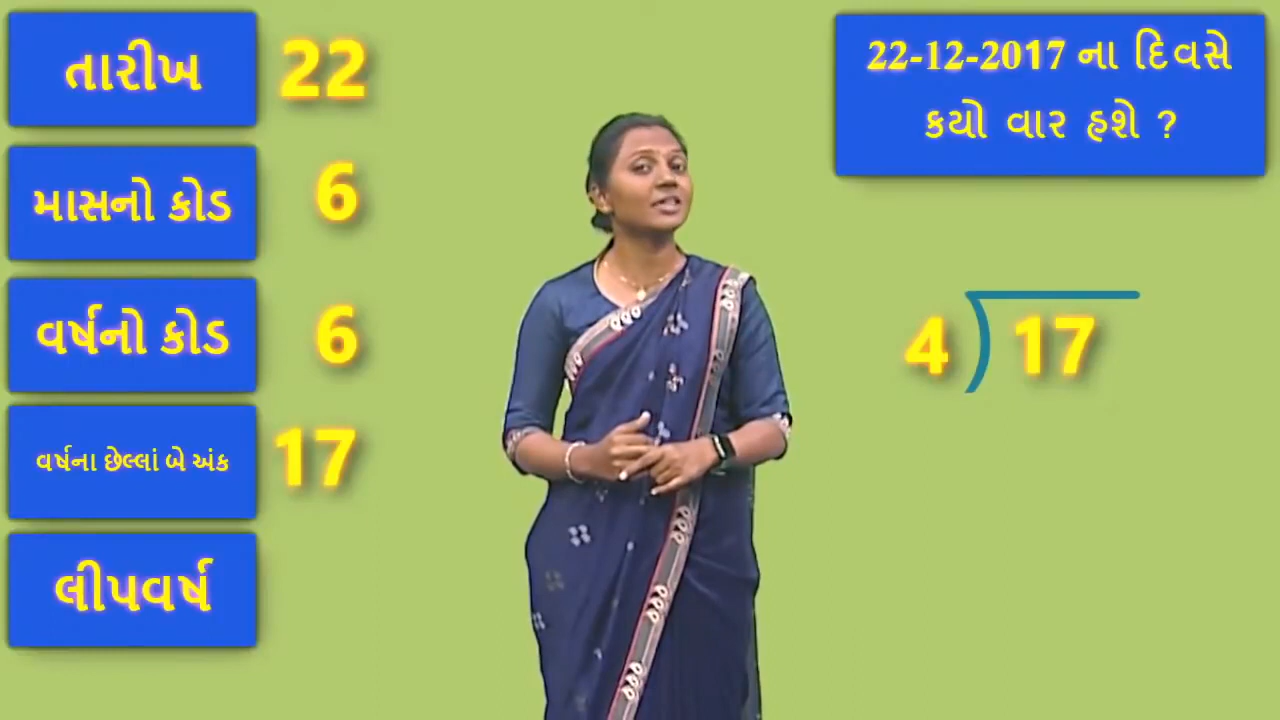 તારીખ 22
માસનો કોડ 6
વર્ષનો કોડ 6
વર્ષના છેલ્લાં બે અંક 17
લીપવર્ષ
22-12-2017 ના દિવસે
કયો વાર હશે ?
4 ) 17